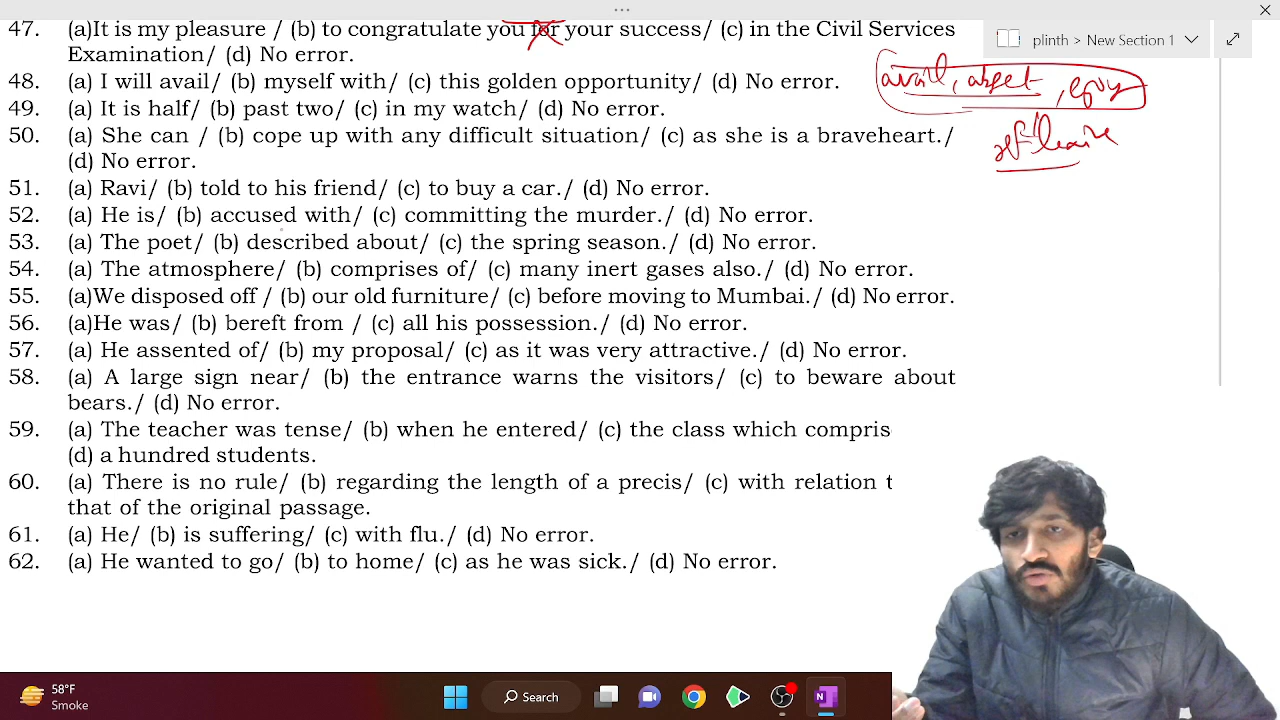 plinth > New Section 1
47. (a)It is my pleasure / (b) to congratulate you for your success/ (c) in the Civil Services
Examination/ (d) No error.
48. (a) I will avail/ (b) myself with/ (c) this golden opportunity/ (d) No error.
avail,
49. (a) It is half/ (b) past two/ (c) in my watch/ (d) No error.
50. (a) She can / (b) cope up with any difficult situation/ (c) as she is a braveheart./
(d) No error.
51. (a) Ravi/ (b) told to his friend/ (c) to buy a car./ (d) No error.
52. (a) He is/ (b) accused with/ (c) committing the murder./ (d) No error.
53. (a) The poet/ (b) described about/ (c) the spring season./ (d) No error.
54. (a) The atmosphere/ (b) comprises of/ (c) many inert gases also./ (d) No error.
55. (a)We disposed off / (b) our old furniture/ (c) before moving to Mumbai./ (d) No error.
56. (a)He was/ (b) bereft from / (c) all his possession./ (d) No error.
57. (a) He assented of/ (b) my proposal/ (c) as it was very attractive./ (d) No error.
58. (a) A large sign near/ (b) the entrance warns the visitors/ (c) to beware about
bears./ (d) No error.
59. (a) The teacher was tense/ (b) when he entered/ (c) the class which compris
(d) a hundred students.
60. (a) There is no rule/ (b) regarding the length of a precis/ (c) with relation t
that of the original passage.
61. (a) He/ (b) is suffering/ (c) with flu./ (d) No error.
62. (a) He wanted to go/ (b) to home/ (c) as he was sick./ (d) No error.
58°F
Smoke
Search